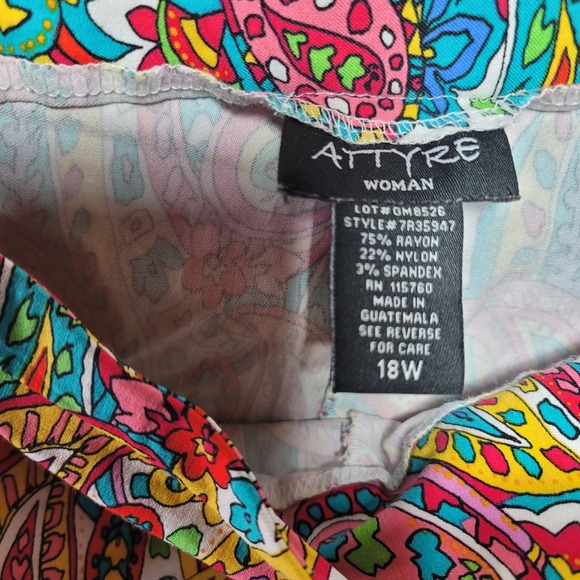 ATTYRE
WOMAN
LOT#GM8526
STYLE#7R35947
75% RAYON
22% NYLON
3% SPANDEX
RN 115760
MADE IN
GUATEMALA
SEE REVERSE
FOR CARE
18W